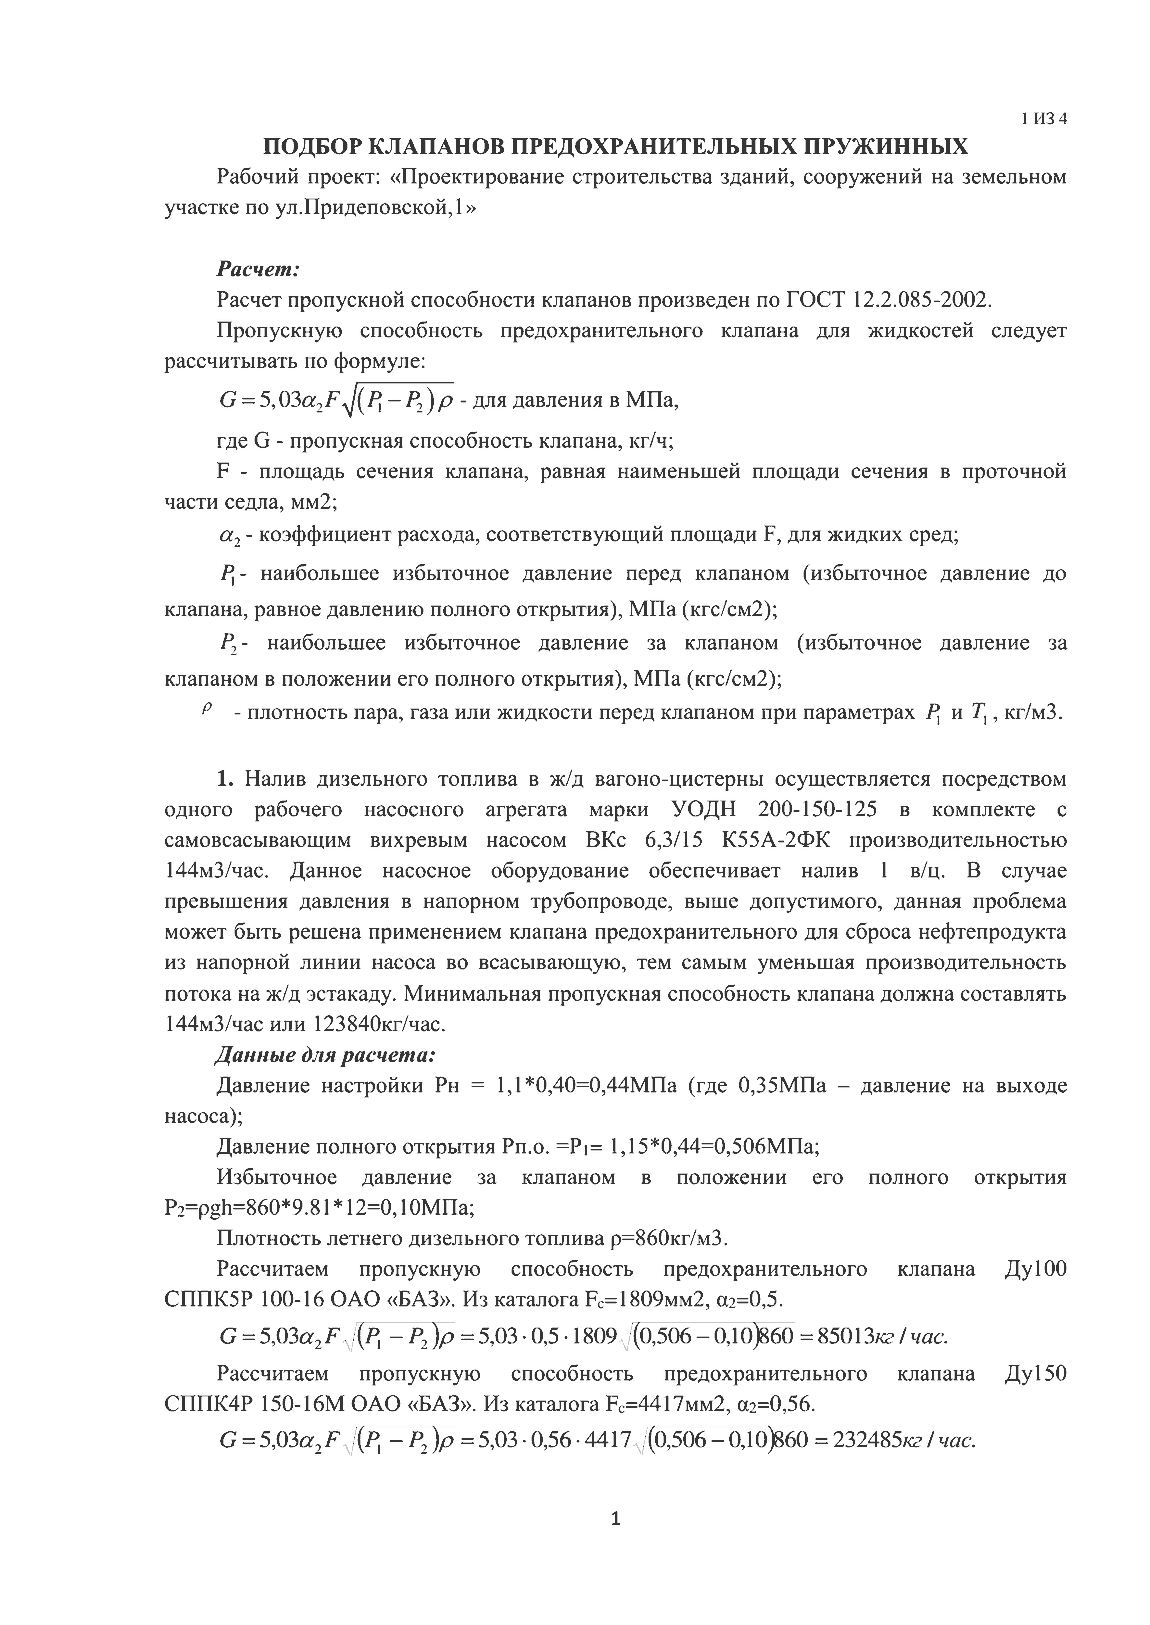 1 ИЗ 4
ПОДБОР КЛАПАНОВ ПРЕДОХРАНИТЕЛЬНЫХ ПРУЖИННЫХ
Рабочий проект: «Проектирование строительства зданий, сооружений на земельном
участке по ул.Придеповской,1»
Расчет:
Расчет пропускной способности клапанов произведен по ГОСТ 12.2.085-2002.
Пропускную способность предохранительного клапана для жидкостей следует
рассчитывать по формуле:
G = 5,03α₂F√(P₁ – P₂)ρ - для давления в МПа,
где G - пропускная способность клапана, кг/ч;
F - площадь сечения клапана, равная наименьшей площади сечения в проточной
части седла, мм2;
α₂ - коэффициент расхода, соответствующий площади F, для жидких сред;
P₁ - наибольшее избыточное давление перед клапаном (избыточное давление до
клапана, равное давлению полного открытия), МПа (кгс/см2);
P₂ - наибольшее избыточное давление за клапаном (избыточное давление за
клапаном в положении его полного открытия), МПа (кгс/см2);
ρ - плотность пара, газа или жидкости перед клапаном при параметрах P₁ и T₁, кг/м3.
1. Налив дизельного топлива в ж/д вагоно-цистерны осуществляется посредством
одного рабочего насосного агрегата марки УОДН 200-150-125 в комплекте с
самовсасывающим вихревым насосом ВКс 6,3/15 К55А-2ФК производительностью
144м3/час. Данное насосное оборудование обеспечивает налив 1 в/ц. В случае
превышения давления в напорном трубопроводе, выше допустимого, данная проблема
может быть решена применением клапана предохранительного для сброса нефтепродукта
из напорной линии насоса во всасывающую, тем самым уменьшая производительность
потока на ж/д эстакаду. Минимальная пропускная способность клапана должна составлять
144м3/час или 123840кг/час.
Данные для расчета:
Давление настройки Рн = 1,1*0,40=0,44МПа (где 0,35МПа – давление на выходе
насоса);
Давление полного открытия Рп.о. =Р₁= 1,15*0,44=0,506МПа;
Избыточное давление за клапаном в положении его полного открытия
Р₂=ρgh=860*9.81*12=0,10МПа;
Плотность летнего дизельного топлива ρ=860кг/м3.
Рассчитаем пропускную способность предохранительного клапана Ду100
СППК5Р 100-16 ОАО «БАЗ». Из каталога Fс=1809мм2, α₂=0,5.
G = 5,03α₂F√(P₁ – P₂)ρ = 5,03 · 0,5 · 1809√(0,506 – 0,10)860 = 85013кг / час.
Рассчитаем пропускную способность предохранительного клапана Ду150
СППК4Р 150-16М ОАО «БАЗ». Из каталога Fс=4417мм2, α₂=0,56.
G = 5,03α₂F√(P₁ – P₂)ρ = 5,03 · 0,56 · 4417√(0,506 – 0,10)860 = 232485кг / час.
1